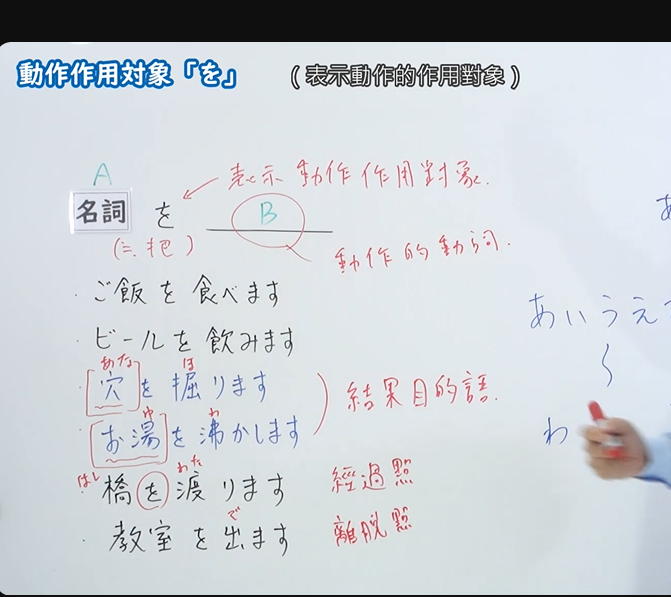 動作作用対象「を」 (表示動作的作用對象)
A 表示動作作用対象.
名詞 を B
(≒把) 動作的動詞.
・ご飯を食べます
・ビールを飲みます
あな ほ
・[穴]を掘ります
結果目的語.
ゆ わ
・[お湯]を沸かします
はし わた
橋を渡ります 經過點
で
・教室を出ます 離脱點
あ
あいうえ
わ